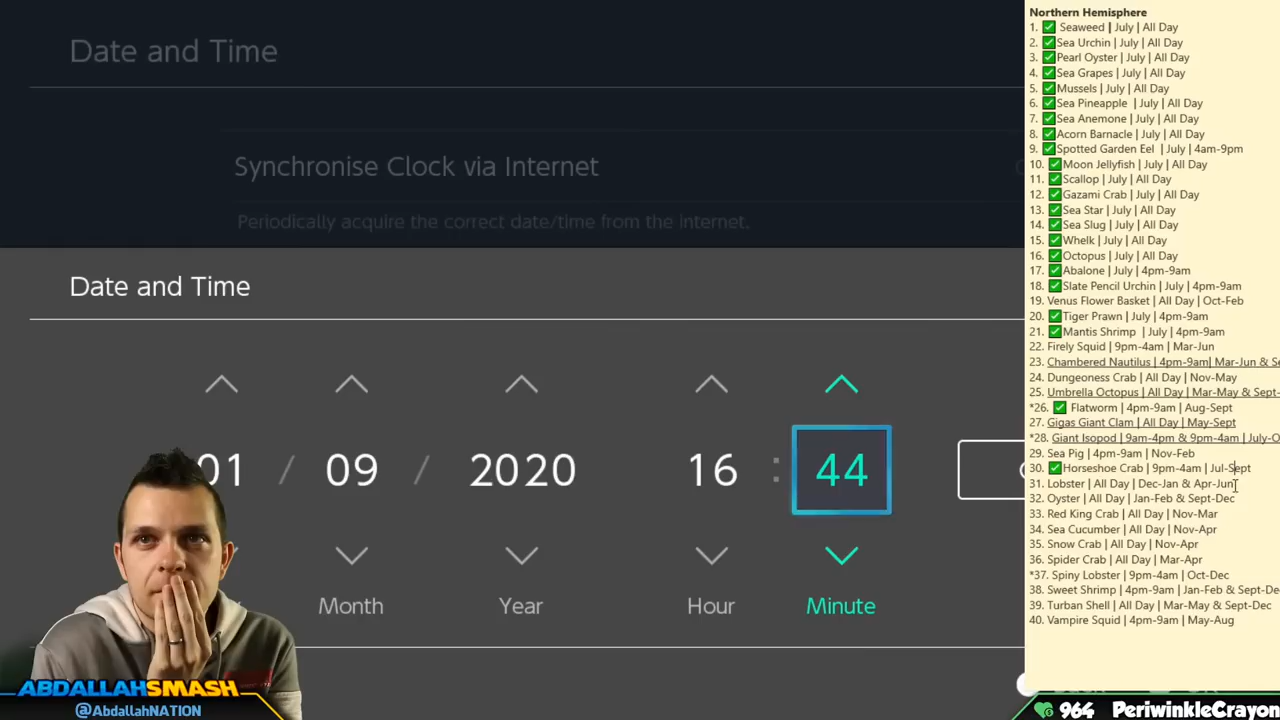 Date and Time
Synchronise Clock via Internet
Periodically acquire the correct date/time from the internet.
Date and Time
01 / 09 / 2020 16 : 44
Month Year Hour Minute
ABDALLAHSMASH
@AbdallahNATION
Northern Hemisphere
1. ✅ Seaweed | July | All Day
2. ✅Sea Urchin | July | All Day
3. ✅Pearl Oyster | July | All Day
4. ✅Sea Grapes | July | All Day
5. ✅Mussels | July | All Day
6. ✅Sea Pineapple | July | All Day
7. ✅Sea Anemone | July | All Day
8. ✅Acorn Barnacle | July | All Day
9. ✅Spotted Garden Eel | July | 4am-9pm
10. ✅Moon Jellyfish | July | All Day
11. ✅Scallop | July | All Day
12. ✅Gazami Crab | July | All Day
13. ✅Sea Star | July | All Day
14. ✅Sea Slug | July | All Day
15. ✅Whelk | July | All Day
16. ✅Octopus | July | All Day
17. ✅Abalone | July | 4pm-9am
18. ✅Slate Pencil Urchin | July | 4pm-9am
19. Venus Flower Basket | All Day | Oct-Feb
20. ✅Tiger Prawn | July | 4pm-9am
21. ✅Mantis Shrimp | July | 4pm-9am
22. Firely Squid | 9pm-4am | Mar-Jun
23. Chambered Nautilus | 4pm-9am| Mar-Jun & Se
24. Dungeoness Crab | All Day | Nov-May
25. Umbrella Octopus | All Day | Mar-May & Sept-
*26. ✅ Flatworm | 4pm-9am | Aug-Sept
27. Gigas Giant Clam | All Day | May-Sept
*28. Giant Isopod | 9am-4pm & 9pm-4am | July-O
29. Sea Pig | 4pm-9am | Nov-Feb
30. ✅Horseshoe Crab | 9pm-4am | Jul-Sept
31. Lobster | All Day | Dec-Jan & Apr-Jun
32. Oyster | All Day | Jan-Feb & Sept-Dec
33. Red King Crab | All Day | Nov-Mar
34. Sea Cucumber | All Day | Nov-Apr
35. Snow Crab | All Day | Nov-Apr
36. Spider Crab | All Day | Mar-Apr
*37. Spiny Lobster | 9pm-4am | Oct-Dec
38. Sweet Shrimp | 4pm-9am | Jan-Feb & Sept-De
39. Turban Shell | All Day | Mar-May & Sept-Dec
40. Vampire Squid | 4pm-9am | May-Aug
964 PeriwinkleCrayon